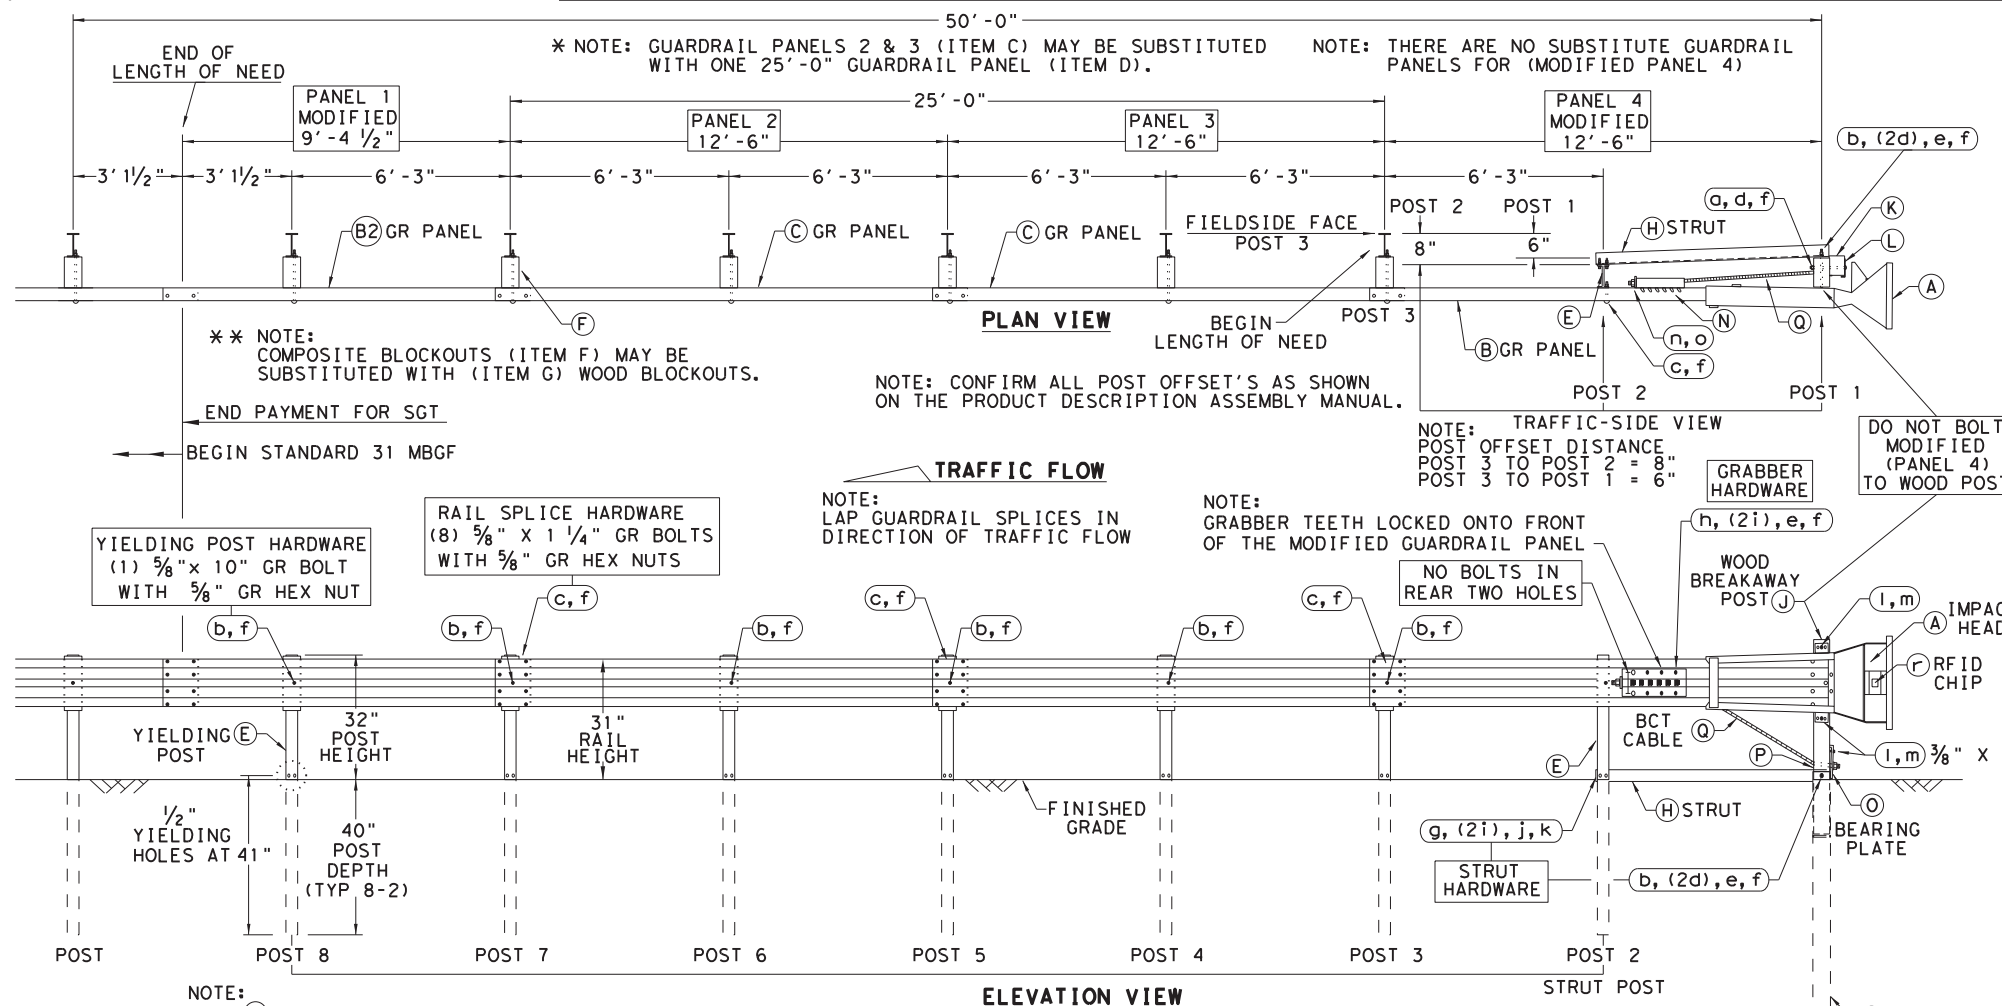 50'-0"
END OF
LENGTH OF NEED
* NOTE: GUARDRAIL PANELS 2 & 3 (ITEM C) MAY BE SUBSTITUTED
WITH ONE 25'-0" GUARDRAIL PANEL (ITEM D).
NOTE: THERE ARE NO SUBSTITUTE GUARDRAIL
PANELS FOR (MODIFIED PANEL 4)
25'-0"
PANEL 1
MODIFIED
9'-4 1/2"
PANEL 2
12'-6"
PANEL 3
12'-6"
PANEL 4
MODIFIED
12'-6"
b, (2d), e, f
3' 1 1/2"
3' 1 1/2"
6'-3"
6'-3"
6'-3"
6'-3"
6'-3"
6'-3"
POST 2
POST 1
a, d, f
K
B2 GR PANEL
C GR PANEL
C GR PANEL
FIELDSIDE FACE
POST 3
8"
6"
H STRUT
L
A
F
PLAN VIEW
BEGIN
LENGTH OF NEED
POST 3
B GR PANEL
E
n, o
c, f
N
Q
** NOTE:
COMPOSITE BLOCKOUTS (ITEM F) MAY BE
SUBSTITUTED WITH (ITEM G) WOOD BLOCKOUTS.
NOTE: CONFIRM ALL POST OFFSET'S AS SHOWN
ON THE PRODUCT DESCRIPTION ASSEMBLY MANUAL.
POST 2
POST 1
TRAFFIC-SIDE VIEW
END PAYMENT FOR SGT
BEGIN STANDARD 31 MBGF
NOTE:
POST OFFSET DISTANCE
POST 3 TO POST 2 = 8"
POST 3 TO POST 1 = 6"
DO NOT BOLT
MODIFIED
(PANEL 4)
TO WOOD POST
TRAFFIC FLOW
NOTE:
LAP GUARDRAIL SPLICES IN
DIRECTION OF TRAFFIC FLOW
NOTE:
GRABBER TEETH LOCKED ONTO FRONT
OF THE MODIFIED GUARDRAIL PANEL
GRABBER
HARDWARE
h, (2i), e, f
YIELDING POST HARDWARE
(1) 5/8"x 10" GR BOLT
WITH 5/8" GR HEX NUT
RAIL SPLICE HARDWARE
(8) 5/8" X 1 1/4" GR BOLTS
WITH 5/8" GR HEX NUTS
NO BOLTS IN
REAR TWO HOLES
WOOD
BREAKAWAY
POST J
l, m
A IMPAC
HEAD
r RFID
CHIP
b, f
b, f
c, f
b, f
c, f
b, f
b, f
c, f
b, f
YIELDING E
POST
32"
POST
HEIGHT
31"
RAIL
HEIGHT
BCT
CABLE Q
E
P
l, m 3/8" X
1/2"
YIELDING
HOLES AT 41"
40"
POST
DEPTH
(TYP 8-2)
FINISHED
GRADE
g, (2i), j, k
STRUT
HARDWARE
H STRUT
b, (2d), e, f
O
BEARING
PLATE
POST
POST 8
POST 7
POST 6
POST 5
POST 4
POST 3
POST 2
STRUT POST
NOTE:
ELEVATION VIEW